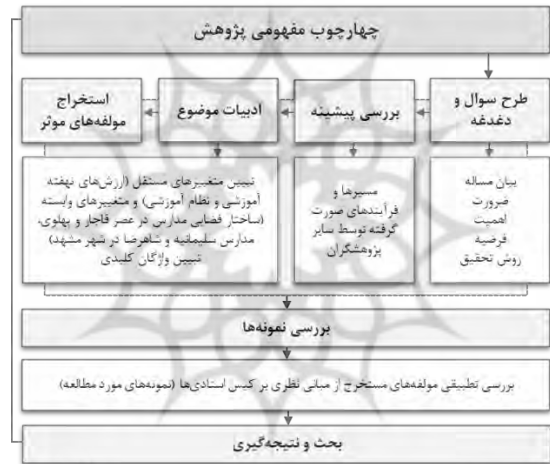 چهارچوب مفهومی پژوهش
طرح سوال و
دغدغه
بررسی پیشینه
ادبیات موضوع
استخراج
مولفه‌های موثر
بیان مساله
ضرورت
اهمیت
فرضیه
روش تحقیق
مسیرها و
فرآیندهای صورت
گرفته توسط سایر
پژوهشگران
تبیین متغییرهای مستقل (ارزش‌های نهفته
آموزشی و نظام آموزشی) و متغییرهای وابسته
(ساختار فضایی مدارس در عصر قاجار و پهلوی،
مدارس سلیمانیه و شاهرضا در شهر مشهد)
تبیین واژگان کلیدی
بررسی نمونه‌ها
بررسی تطبیقی مولفه‌های مستخرج از مبانی نظری بر کیس استادی‌ها (نمونه‌های مورد مطالعه)
بحث و نتیجه‌گیری